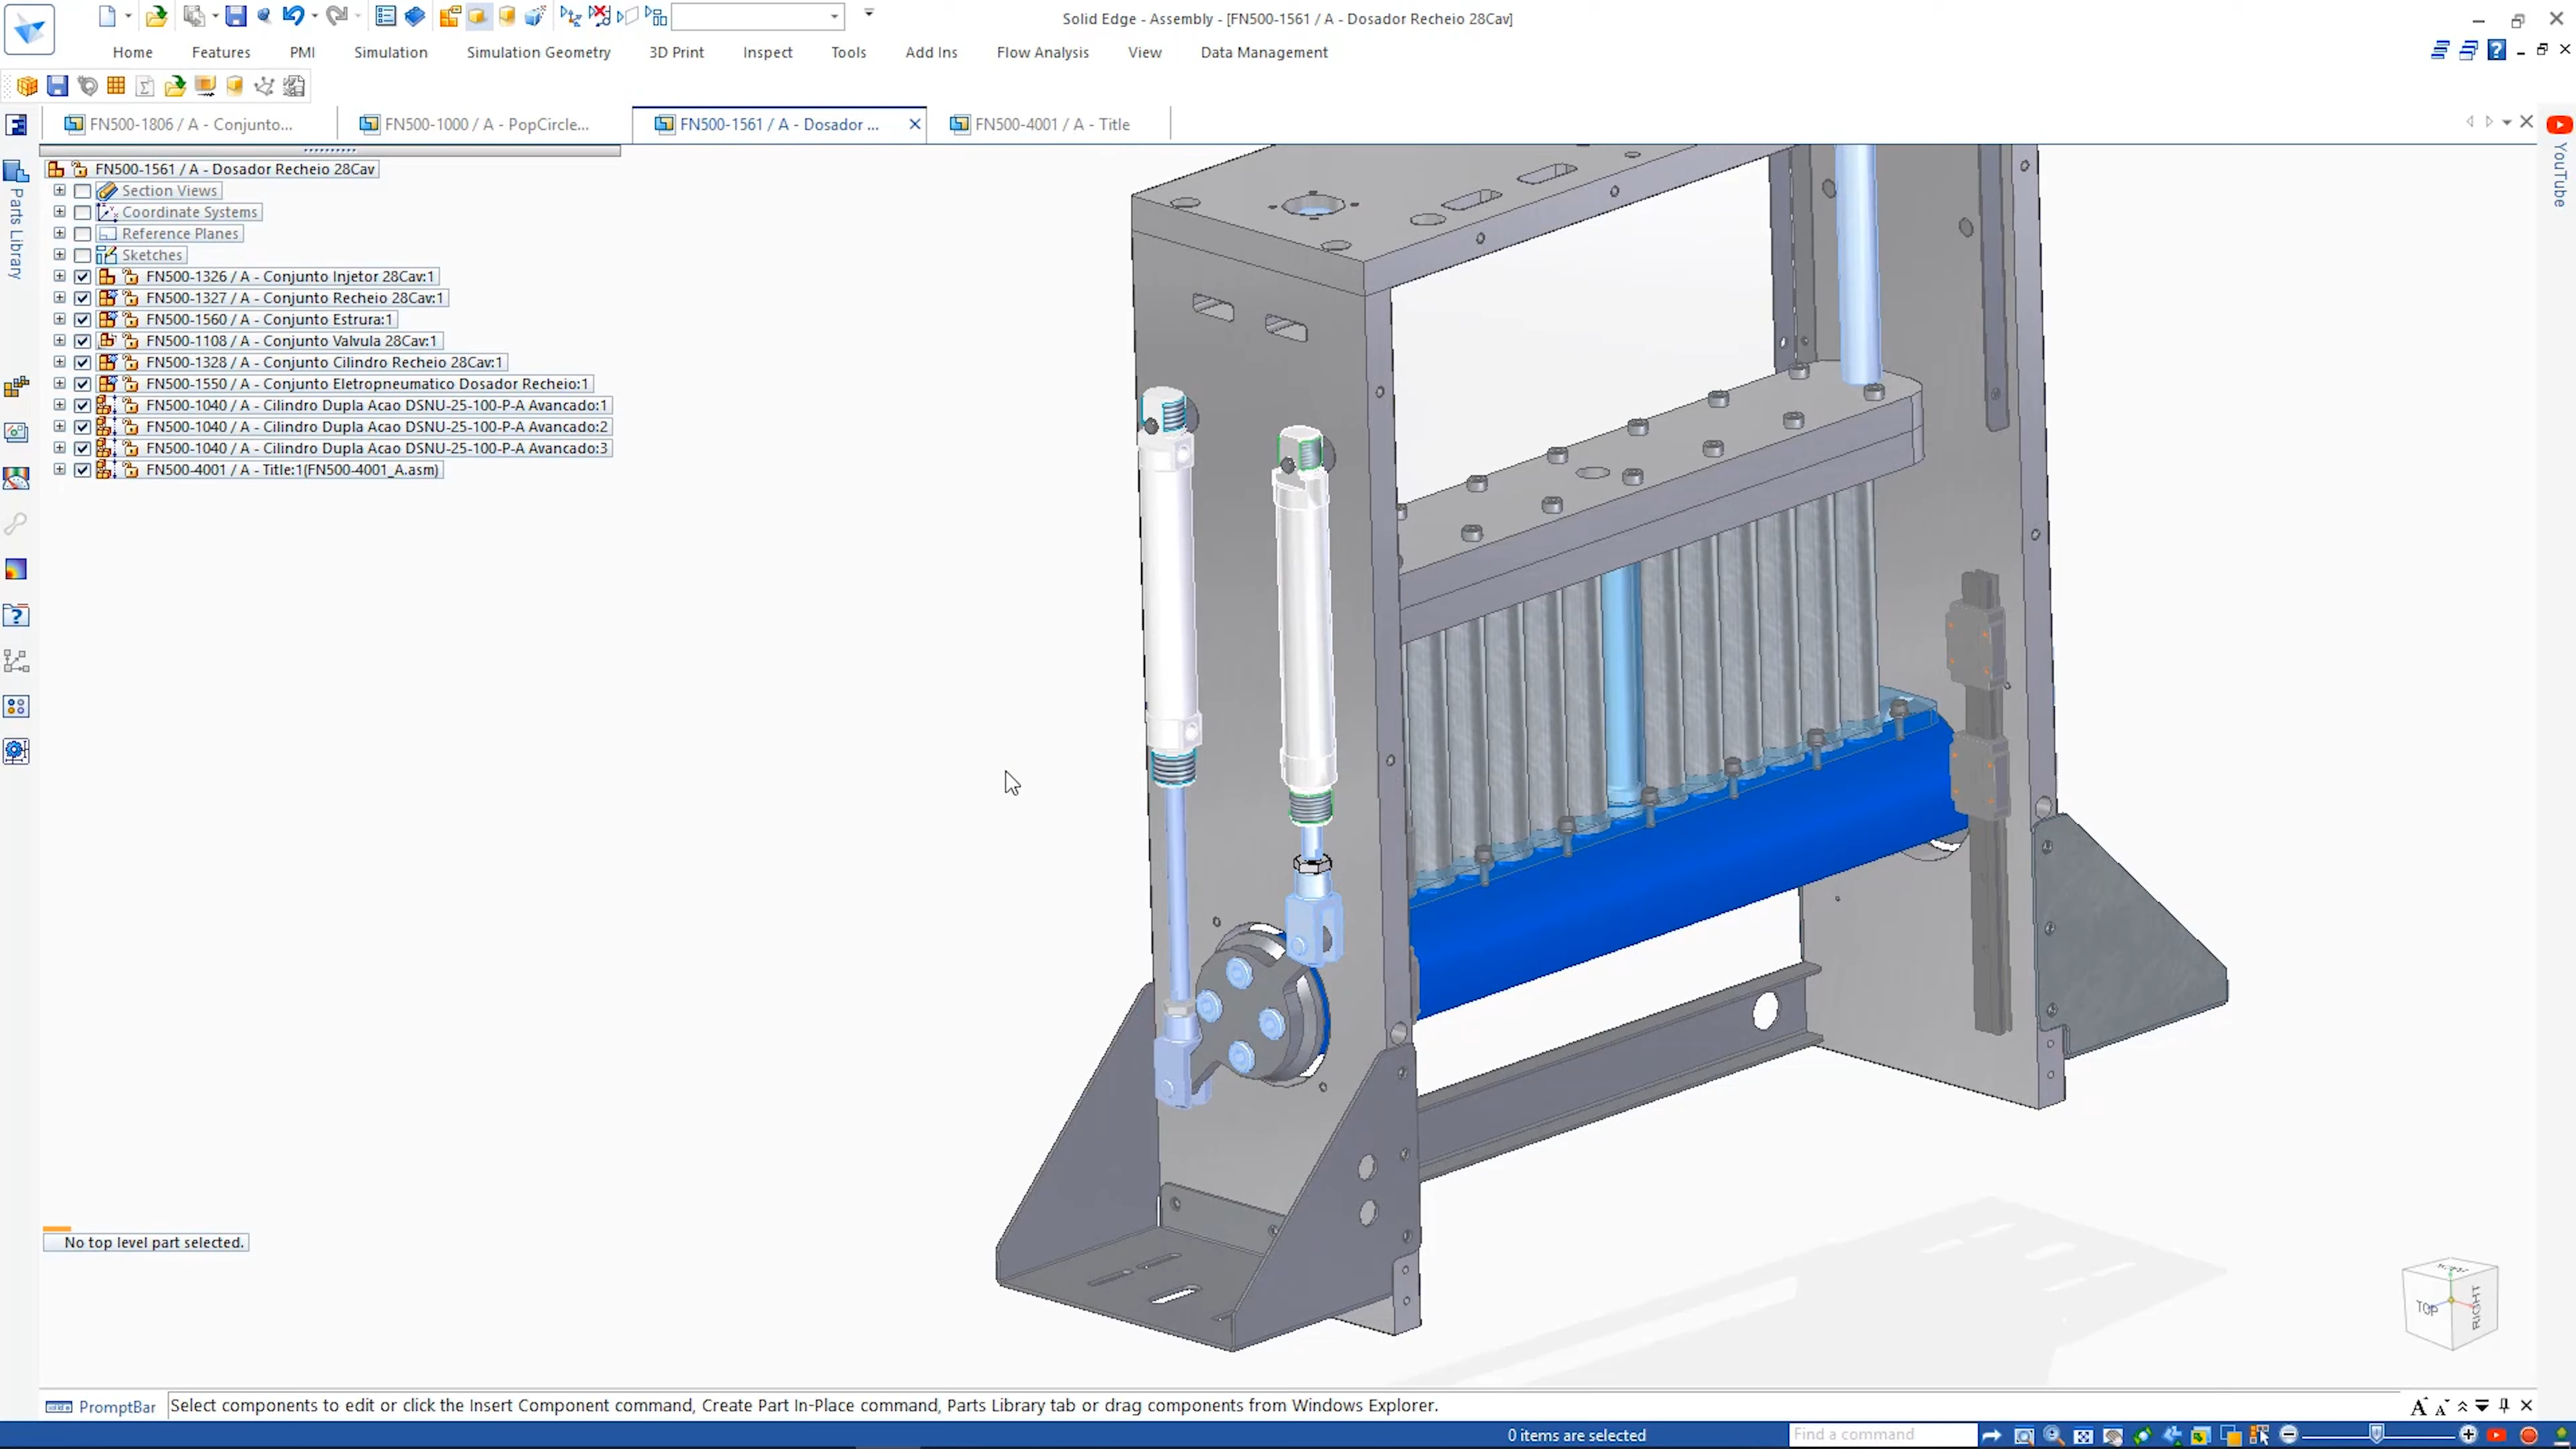 Solid Edge - Assembly - [FN500-1561 / A - Dosador Recheio 28Cav]
Home Features PMI Simulation Simulation Geometry 3D Print Inspect Tools Add Ins Flow Analysis View Data Management
FN500-1806 / A - Conjunto... FN500-1000 / A - PopCircle... FN500-1561 / A - Dosador ... FN500-4001 / A - Title
YouTube
Parts Library
FN500-1561 / A - Dosador Recheio 28Cav
Section Views
Coordinate Systems
Reference Planes
Sketches
FN500-1326 / A - Conjunto Injetor 28Cav:1
FN500-1327 / A - Conjunto Recheio 28Cav:1
FN500-1560 / A - Conjunto Estrura:1
FN500-1108 / A - Conjunto Valvula 28Cav:1
FN500-1328 / A - Conjunto Cilindro Recheio 28Cav:1
FN500-1550 / A - Conjunto Eletropneumatico Dosador Recheio:1
FN500-1040 / A - Cilindro Dupla Acao DSNU-25-100-P-A Avancado:1
FN500-1040 / A - Cilindro Dupla Acao DSNU-25-100-P-A Avancado:2
FN500-1040 / A - Cilindro Dupla Acao DSNU-25-100-P-A Avancado:3
FN500-4001 / A - Title:1(FN500-4001_A.asm)
No top level part selected.
TOP
RIGHT
PromptBar Select components to edit or click the Insert Component command, Create Part In-Place command, Parts Library tab or drag components from Windows Explorer.
0 items are selected Find a command